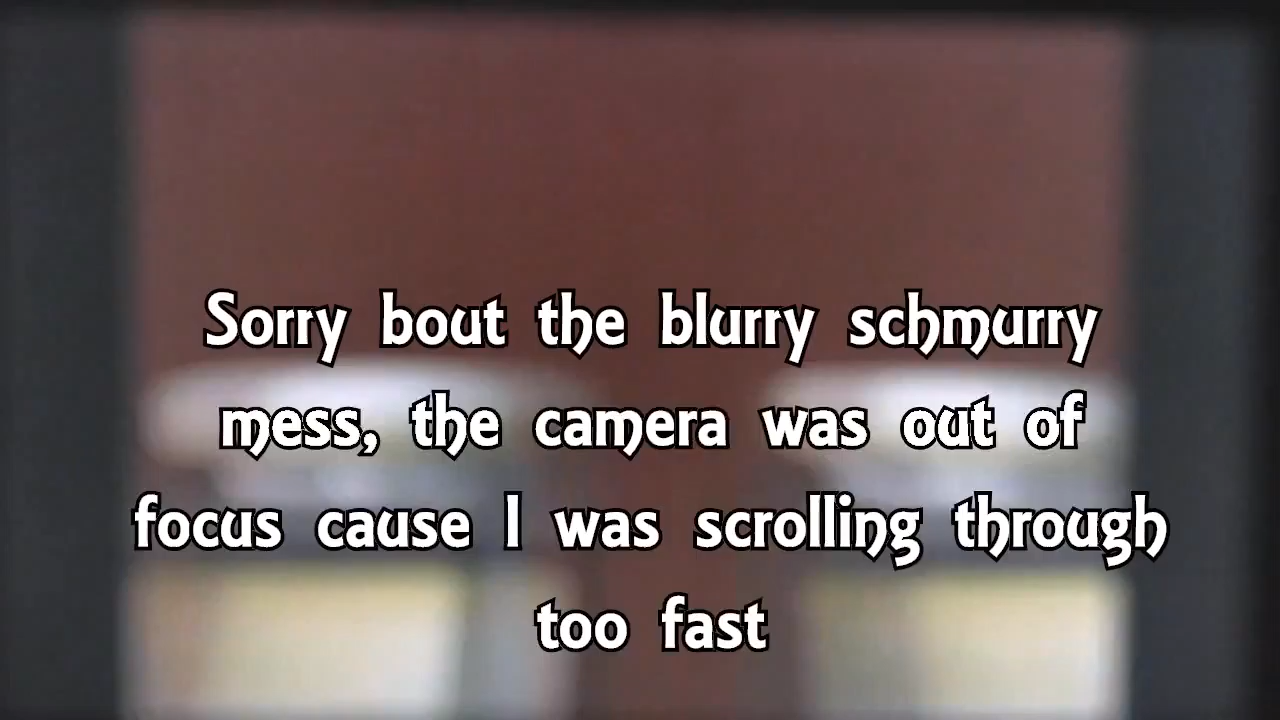 Sorry bout the blurry schmurry
mess, the camera was out of
focus cause I was scrolling through
too fast